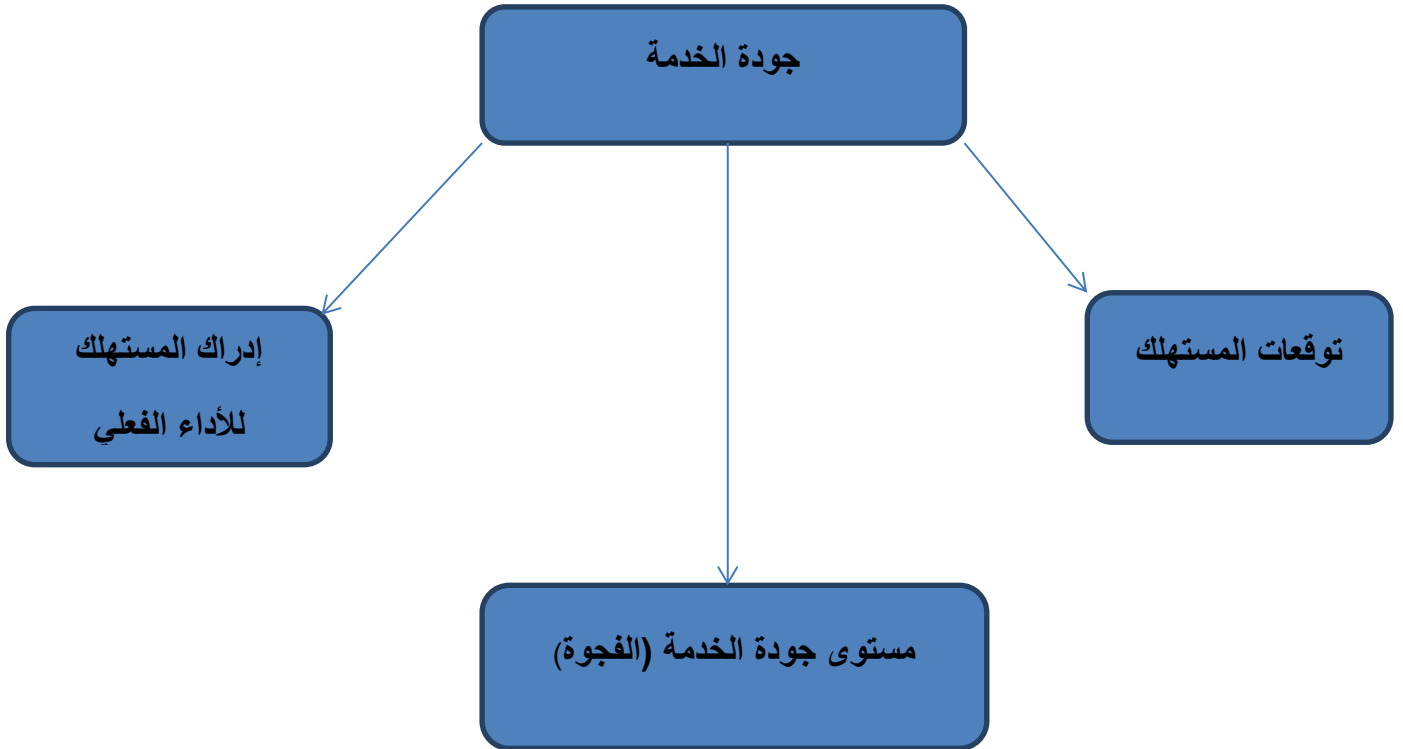 جودة الخدمة
توقعات المستهلك
إدراك المستهلك
للأداء الفعلي
مستوى جودة الخدمة (الفجوة)